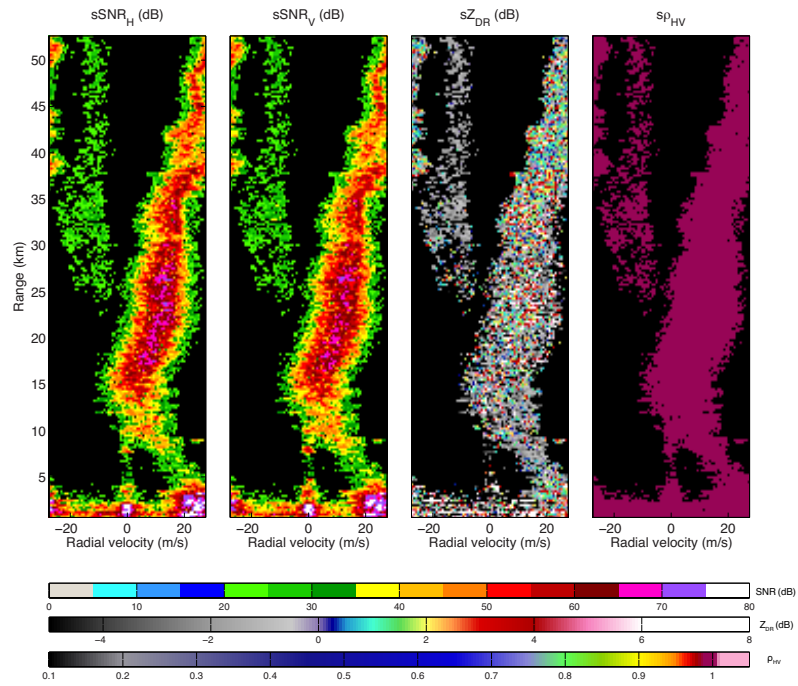 sSNR_H (dB) sSNR_V (dB) sZ_DR (dB) sρ_HV
50
45
40
35
30
25
20
15
10
5
Range (km)
−20 0 20 −20 0 20 −20 0 20 −20 0 20
Radial velocity (m/s) Radial velocity (m/s) Radial velocity (m/s) Radial velocity (m/s)
SNR (dB)
0 10 20 30 40 50 60 70 80
Z_DR (dB)
−4 −2 0 2 4 6 8
ρ_HV
0.1 0.2 0.3 0.4 0.5 0.6 0.7 0.8 0.9 1